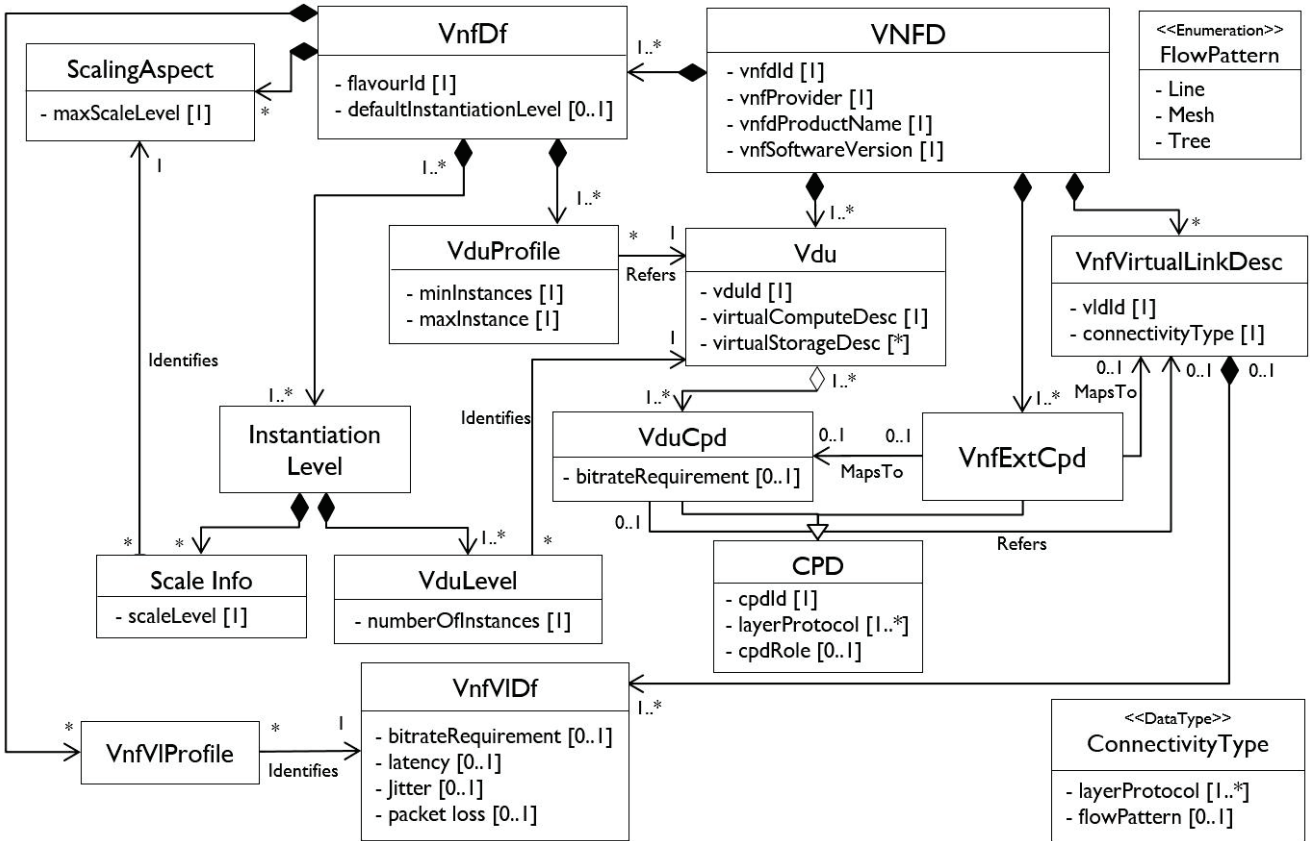 VnfDf
- flavourId [1]
- defaultInstantiationLevel [0..1]
VNFD
- vnfdId [1]
- vnfProvider [1]
- vnfdProductName [1]
- vnfSoftwareVersion [1]
<<Enumeration>>
FlowPattern
- Line
- Mesh
- Tree
ScalingAspect
- maxScaleLevel [1]
1..*
*
1
1..*
1..*
1..*
*
VduProfile
- minInstances [1]
- maxInstance [1]
*
1
Refers
Vdu
- vduId [1]
- virtualComputeDesc [1]
- virtualStorageDesc [*]
VnfVirtualLinkDesc
- vldId [1]
- connectivityType [1]
Identifies
1
0..1
0..1
0..1
MapsTo
1..*
1..*
1..*
1..*
Identifies
Instantiation
Level
VduCpd
- bitrateRequirement [0..1]
0..1
0..1
MapsTo
VnfExtCpd
0..1
Refers
*
*
1..*
*
Scale Info
- scaleLevel [1]
VduLevel
- numberOfInstances [1]
CPD
- cpdId [1]
- layerProtocol [1..*]
- cpdRole [0..1]
VnfVlDf
- bitrateRequirement [0..1]
- latency [0..1]
- Jitter [0..1]
- packet loss [0..1]
1..*
*
VnfVlProfile
*
1
Identifies
<<DataType>>
ConnectivityType
- layerProtocol [1..*]
- flowPattern [0..1]